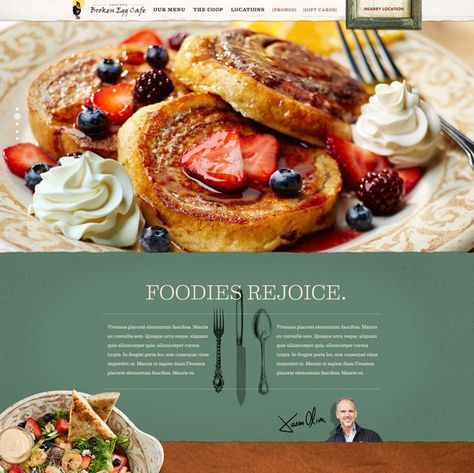 ANOTHER
Broken Egg Cafe
OUR MENU
THE COOP
LOCATIONS
[PROMOS]
[GIFT CARDS]
NEARBY LOCATION
FOODIES REJOICE.
Vivamus placerat elementum faucibus. Mauris
eu convallis sem. Quisque arcu neque, aliquam
quis ullamcorper quis, ullamcorper cursus
turpis. In feugiat porta leo, non consequat risus
imperdiet ut. Mauris ut sapien diam.Vivamus
placerat elementum faucibus. Mauris eu
Vivamus placerat elementum faucibus. Mauris
eu convallis sem. Quisque arcu neque, aliquam
quis ullamcorper quis, ullamcorper cursus
turpis. In feugiat porta leo, non consequat risus
imperdiet ut. Mauris ut sapien diam.Vivamus
placerat elementum faucibus. Mauris eu